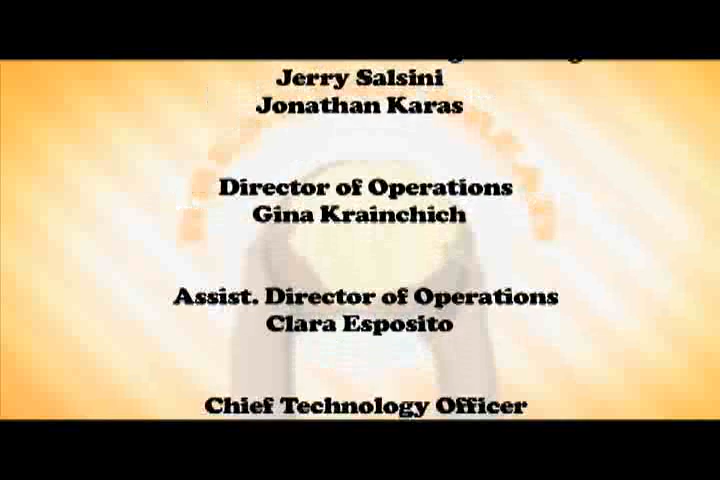 Jerry Salsini
Jonathan Karas
Director of Operations
Gina Krainchich
Assist. Director of Operations
Clara Esposito
Chief Technology Officer